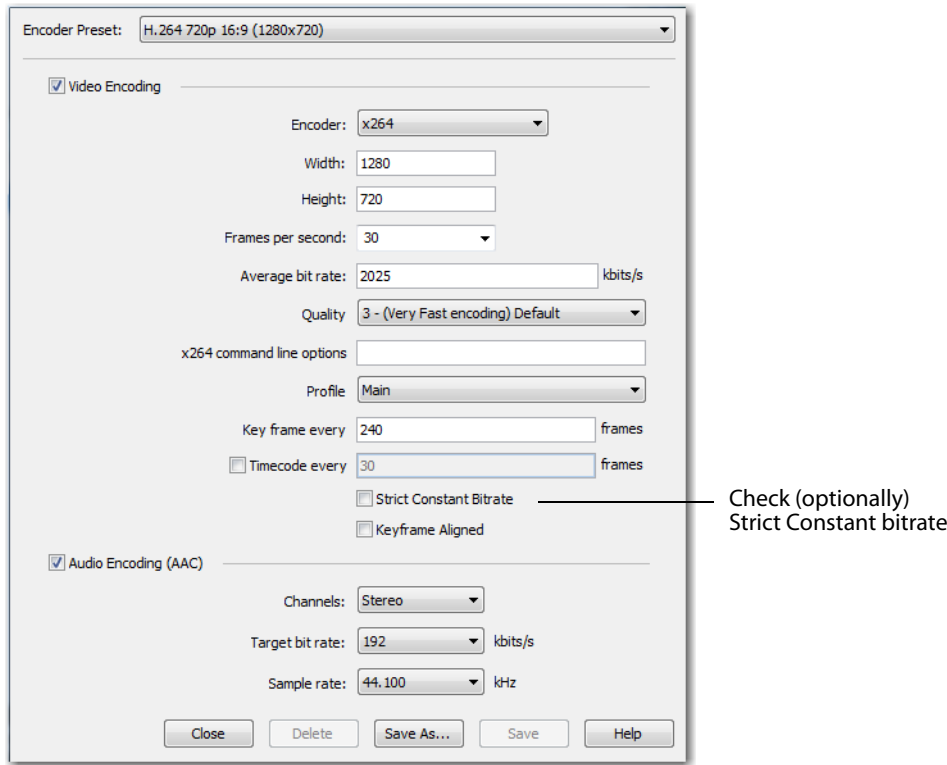 Encoder Preset: H.264 720p 16:9 (1280x720)
Video Encoding
Encoder: x264
Width: 1280
Height: 720
Frames per second: 30
Average bit rate: 2025 kbits/s
Quality 3 - (Very Fast encoding) Default
x264 command line options
Profile Main
Key frame every 240 frames
Timecode every 30 frames
Strict Constant Bitrate
Check (optionally)
Strict Constant bitrate
Keyframe Aligned
Audio Encoding (AAC)
Channels: Stereo
Target bit rate: 192 kbits/s
Sample rate: 44.100 kHz
Close Delete Save As... Save Help